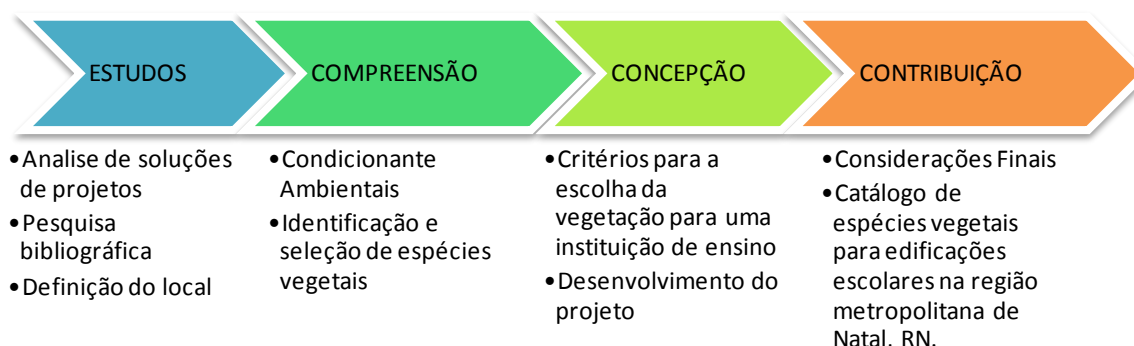 ESTUDOS
COMPREENSÃO
CONCEPÇÃO
CONTRIBUIÇÃO
•Analise de soluções
de projetos
•Pesquisa
bibliográfica
•Definição do local
•Condicionante
Ambientais
•Identificação e
seleção de espécies
vegetais
•Critérios para a
escolha da
vegetação para uma
instituição de ensino
•Desenvolvimento do
projeto
•Considerações Finais
•Catálogo de
espécies vegetais
para edificações
escolares na região
metropolitana de
Natal, RN.